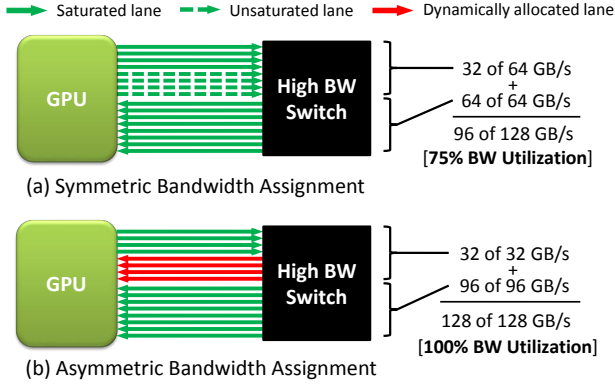 Saturated lane Unsaturated lane Dynamically allocated lane
GPU
High BW
Switch
32 of 64 GB/s
+
64 of 64 GB/s
96 of 128 GB/s
[75% BW Utilization]
(a) Symmetric Bandwidth Assignment
GPU
High BW
Switch
32 of 32 GB/s
+
96 of 96 GB/s
128 of 128 GB/s
[100% BW Utilization]
(b) Asymmetric Bandwidth Assignment